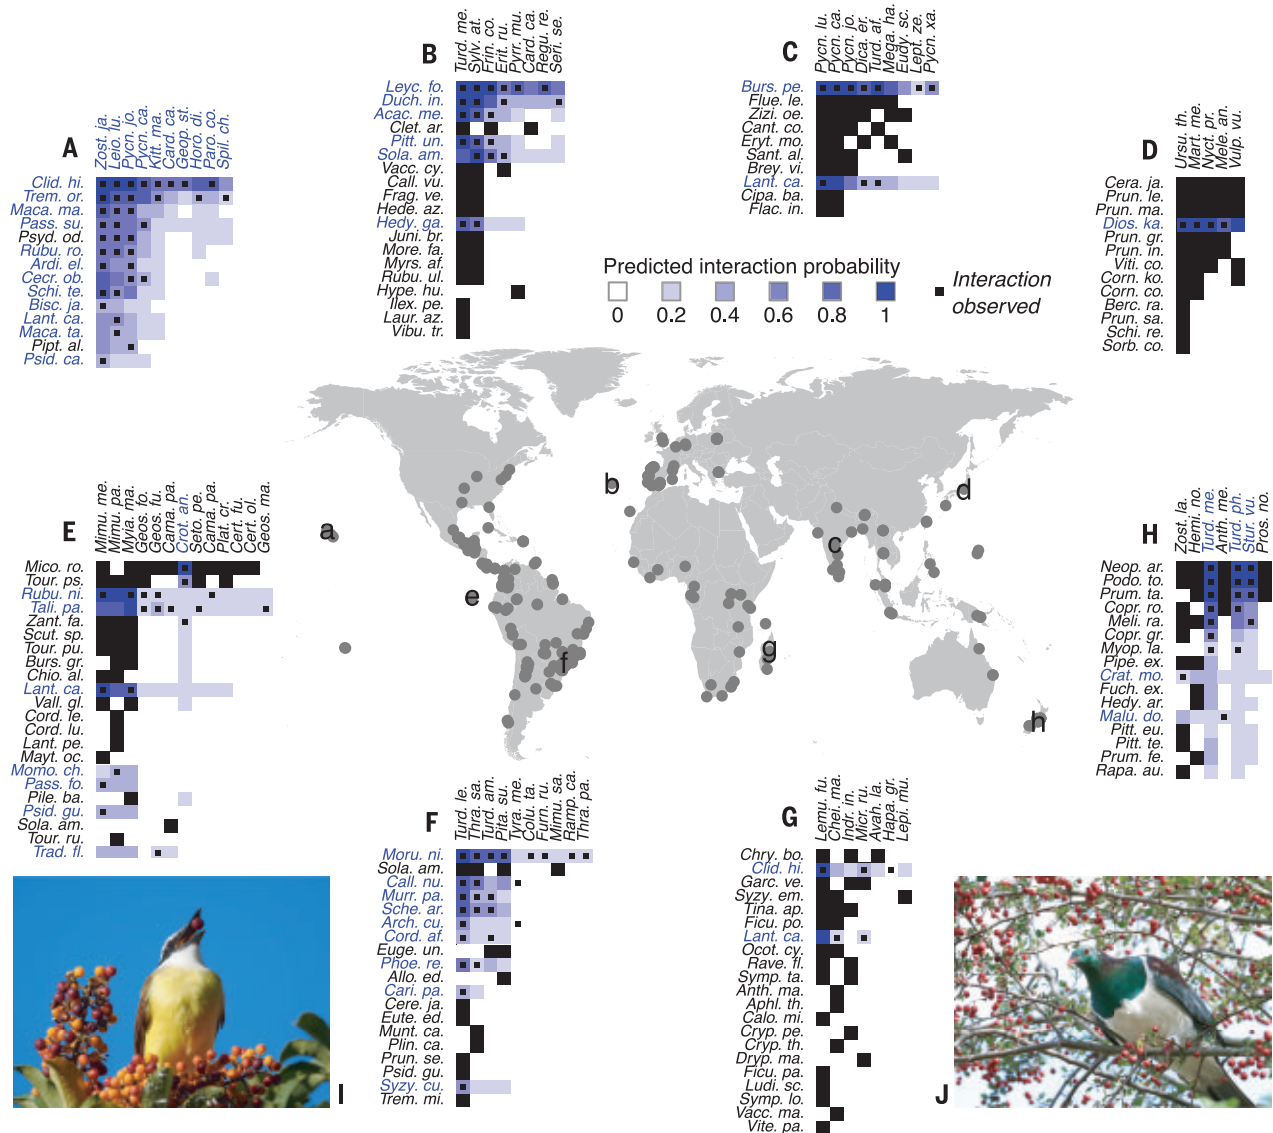 A
Zost. ja.
Leio. lu.
Pycn. jo.
Pycn. ca.
Kitt. ma.
Card. ca.
Geop. st.
Horo. di.
Paro. co.
Spil. ch.
Clid. hi.
Trem. or.
Maca. ma.
Pass. su.
Psyd. od.
Rubu. ro.
Ardi. el.
Cecr. ob.
Schi. te.
Bisc. ja.
Lant. ca.
Maca. ta.
Pipt. al.
Psid. ca.
B
Turd. me.
Sylv. at.
Frin. co.
Erit. ru.
Pyrr. mu.
Card. ca.
Regu. re.
Seri. se.
Leyc. fo.
Duch. in.
Acac. me.
Clet. ar.
Pitt. un.
Sola. am.
Vacc. cy.
Call. vu.
Frag. ve.
Hede. az.
Hedy. ga.
Juni. br.
More. fa.
Myrs. af.
Rubu. ul.
Hype. hu.
Ilex. pe.
Laur. az.
Vibu. tr.
C
Pycn. lu.
Pycn. ca.
Pycn. jo.
Dica. er.
Turd. af.
Mega. ha.
Eudy. sc.
Lept. ze.
Pycn. xa.
Burs. pe.
Flue. le.
Zizi. oe.
Cant. co.
Eryt. mo.
Sant. al.
Brey. vi.
Lant. ca.
Cipa. ba.
Flac. in.
D
Ursu. th.
Mart. me.
Nyct. pr.
Mele. an.
Vulp. vu.
Cera. ja.
Prun. le.
Prun. ma.
Dios. ka.
Prun. gr.
Prun. in.
Viti. co.
Corn. ko.
Corn. co.
Berc. ra.
Prun. sa.
Schi. re.
Sorb. co.
Predicted interaction probability
0 0.2 0.4 0.6 0.8 1
Interaction
observed
a
b
c
d
e
f
g
h
E
Mimu. me.
Mimu. pa.
Myia. ma.
Geos. fo.
Geos. fu.
Cama. pa.
Crot. an.
Seto. pe.
Cama. pa.
Plat. cr.
Cert. fu.
Cert. ol.
Geos. ma.
Mico. ro.
Tour. ps.
Rubu. ni.
Tali. pa.
Zant. fa.
Scut. sp.
Tour. pu.
Burs. gr.
Chio. al.
Lant. ca.
Vall. gl.
Cord. le.
Cord. lu.
Lant. pe.
Mayt. oc.
Momo. ch.
Pass. fo.
Pile. ba.
Psid. gu.
Sola. am.
Tour. ru.
Trad. fl.
H
Zost. la.
Hemi. no.
Turd. me.
Anth. me.
Turd. ph.
Stur. vu.
Pros. no.
Neop. ar.
Podo. to.
Prum. ta.
Copr. ro.
Meli. ra.
Copr. gr.
Myop. la.
Pipe. ex.
Crat. mo.
Fuch. ex.
Hedy. ar.
Malu. do.
Pitt. eu.
Pitt. te.
Prum. fe.
Rapa. au.
F
Turd. le.
Thra. sa.
Turd. am.
Pita. su.
Tyra. me.
Colu. ta.
Furn. ru.
Mimu. sa.
Ramp. ca.
Thra. pa.
Moru. ni.
Sola. am.
Call. nu.
Murr. pa.
Sche. ar.
Arch. cu.
Cord. af.
Euge. un.
Phoe. re.
Allo. ed.
Cari. pa.
Cere. ja.
Eute. ed.
Munt. ca.
Plin. ca.
Prun. se.
Psid. gu.
Syzy. cu.
Trem. mi.
G
Lemu. fu.
Chei. ma.
Indr. in.
Micr. ru.
Avah. la.
Hapa. gr.
Lepi. mu.
Chry. bo.
Clid. hi.
Garc. ve.
Syzy. em.
Tina. ap.
Ficu. po.
Lant. ca.
Ocot. cy.
Rave. fl.
Symp. ta.
Anth. ma.
Aphl. th.
Calo. mi.
Cryp. pe.
Cryp. th.
Dryp. ma.
Ficu. pa.
Ludi. sc.
Symp. lo.
Vacc. ma.
Vite. pa.
I
J